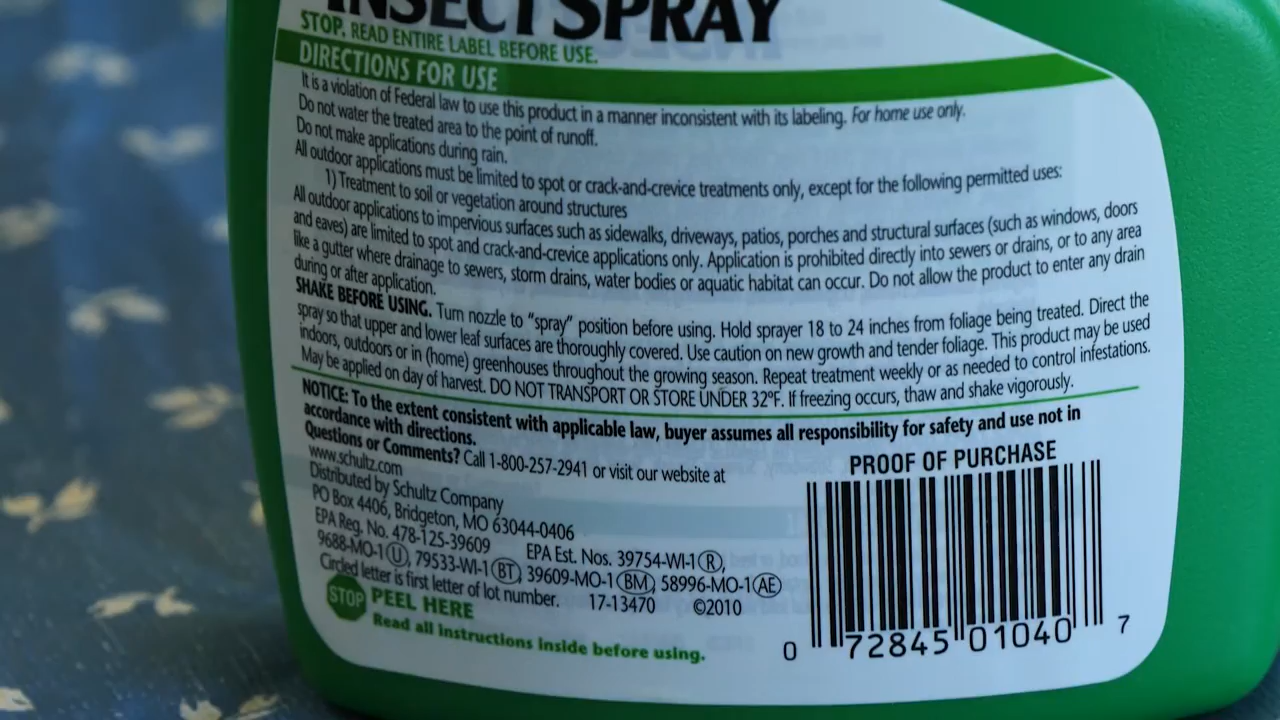 INSECT SPRAY
STOP. READ ENTIRE LABEL BEFORE USE.
DIRECTIONS FOR USE
It is a violation of Federal law to use this product in a manner inconsistent with its labeling. For home use only.
Do not water the treated area to the point of runoff.
Do not make applications during rain.
All outdoor applications must be limited to spot or crack-and-crevice treatments only, except for the following permitted uses:
1) Treatment to soil or vegetation around structures
All outdoor applications to impervious surfaces such as sidewalks, driveways, patios, porches and structural surfaces (such as windows, doors
and eaves) are limited to spot and crack-and-crevice applications only. Application is prohibited directly into sewers or drains, or to any area
like a gutter where drainage to sewers, storm drains, water bodies or aquatic habitat can occur. Do not allow the product to enter any drain
during or after application.
SHAKE BEFORE USING. Turn nozzle to “spray” position before using. Hold sprayer 18 to 24 inches from foliage being treated. Direct the
spray so that upper and lower leaf surfaces are thoroughly covered. Use caution on new growth and tender foliage. This product may be used
indoors, outdoors or in (home) greenhouses throughout the growing season. Repeat treatment weekly or as needed to control infestations.
May be applied on day of harvest. DO NOT TRANSPORT OR STORE UNDER 32°F. If freezing occurs, thaw and shake vigorously.
NOTICE: To the extent consistent with applicable law, buyer assumes all responsibility for safety and use not in
accordance with directions.
Questions or Comments? Call 1-800-257-2941 or visit our website at
www.schultz.com
Distributed by Schultz Company
PO Box 4406, Bridgeton, MO 63044-0406
EPA Reg. No. 478-125-39609 EPA Est. Nos. 39754-WI-1 Ⓡ,
9688-MO-1 Ⓤ, 79533-WI-1 (BT), 39609-MO-1 (BM), 58996-MO-1 (AE)
Circled letter is first letter of lot number. 17-13470 ©2010
STOP PEEL HERE
Read all instructions inside before using.
PROOF OF PURCHASE
0 72845 01040 7